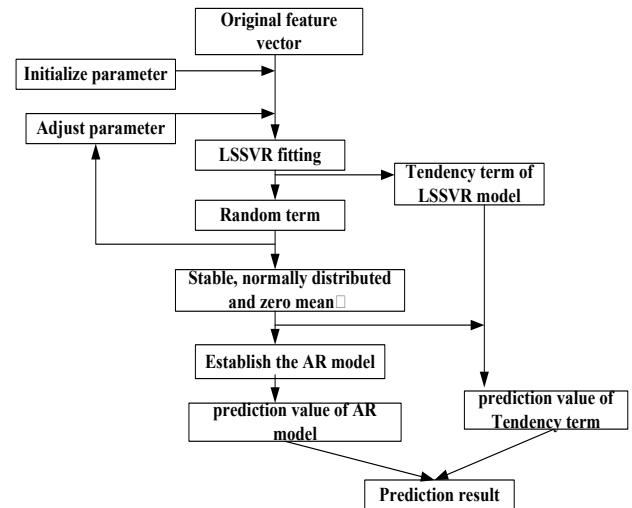 Original feature
vector
Initialize parameter
Adjust parameter
LSSVR fitting
Tendency term of
LSSVR model
Random term
Stable, normally distributed
and zero mean□
Establish the AR model
prediction value of AR
model
prediction value of
Tendency term
Prediction result